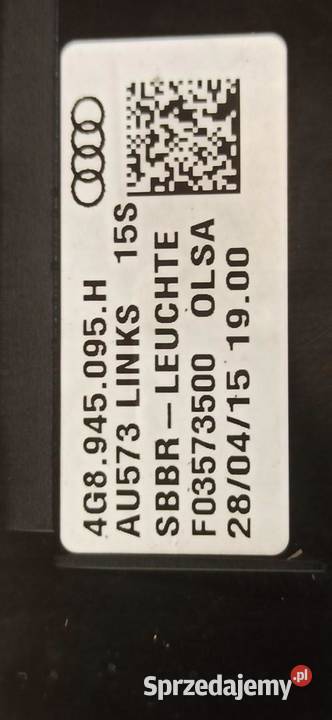 4G8.945.095.H
AU573 LINKS 15S
SBBR-LEUCHTE
F03573500 OLSA
28/04/15 19.00
Sprzedajemy.pl